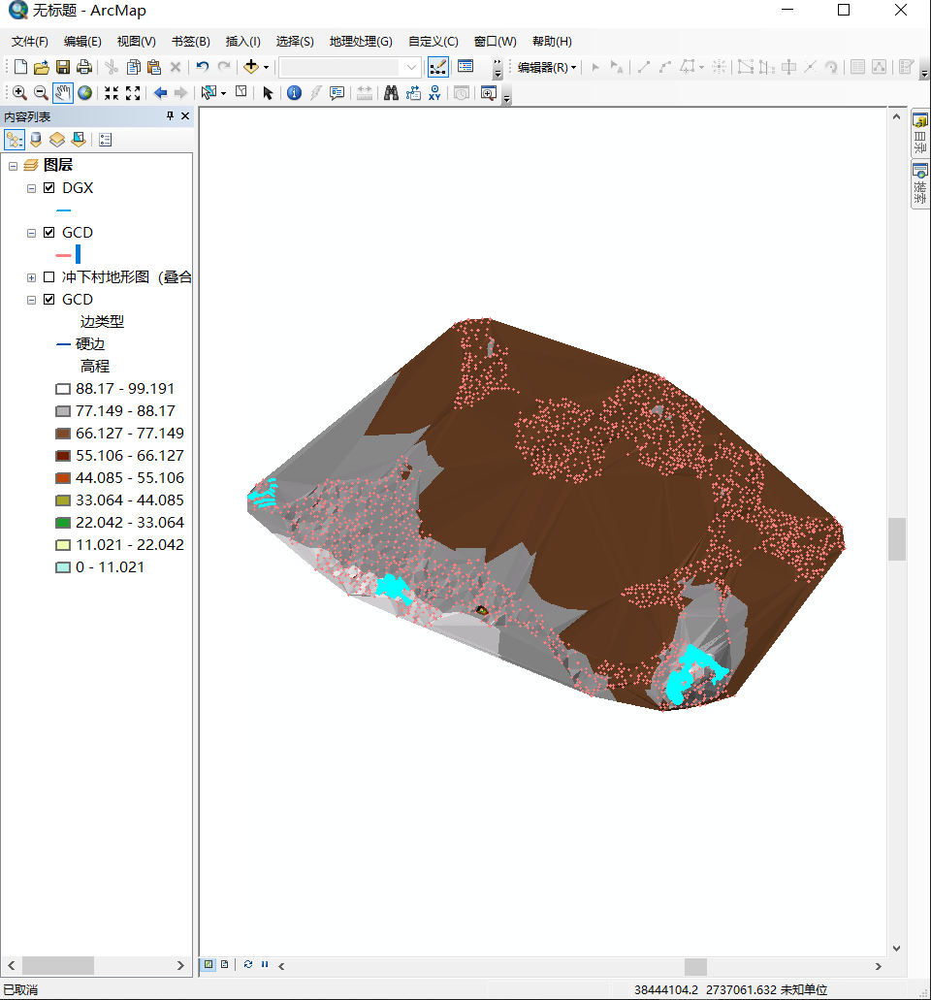 无标题 - ArcMap
文件(F) 编辑(E) 视图(V) 书签(B) 插入(I) 选择(S) 地理处理(G) 自定义(C) 窗口(W) 帮助(H)
编辑器(R)
XY
内容列表
图层
DGX
GCD
冲下村地形图（叠合
GCD
边类型
硬边
高程
88.17 - 99.191
77.149 - 88.17
66.127 - 77.149
55.106 - 66.127
44.085 - 55.106
33.064 - 44.085
22.042 - 33.064
11.021 - 22.042
0 - 11.021
目录
搜索
已取消
38444104.2 2737061.632 未知单位